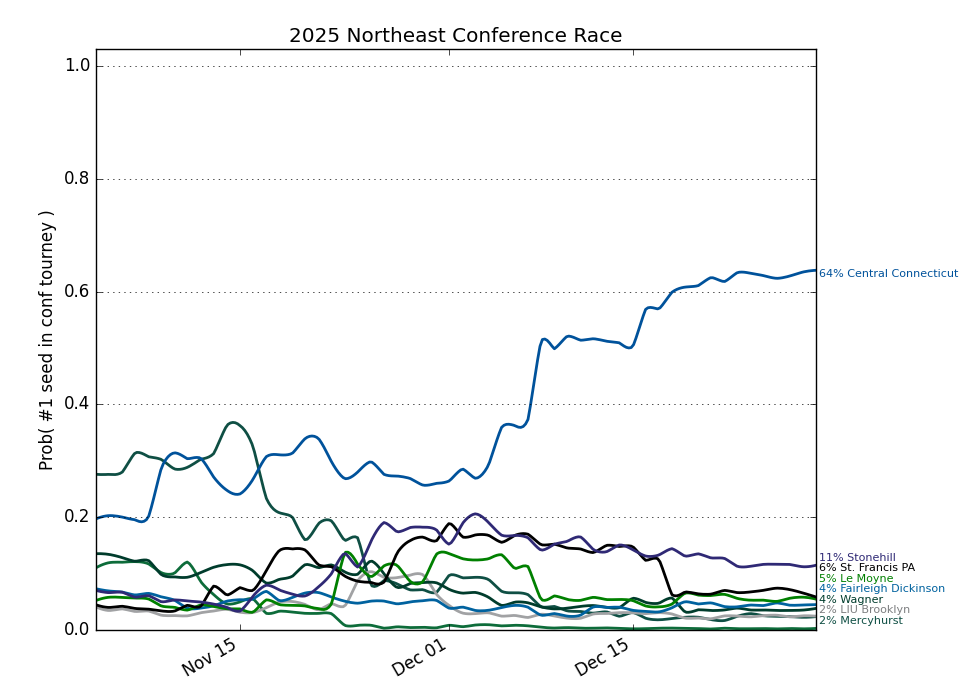 2025 Northeast Conference Race
Prob( #1 seed in conf tourney )
1.0
0.8
0.6
0.4
0.2
0.0
Nov 15
Dec 01
Dec 15
64% Central Connecticut
11% Stonehill
6% St. Francis PA
5% Le Moyne
4% Fairleigh Dickinson
4% Wagner
2% LIU Brooklyn
2% Mercyhurst